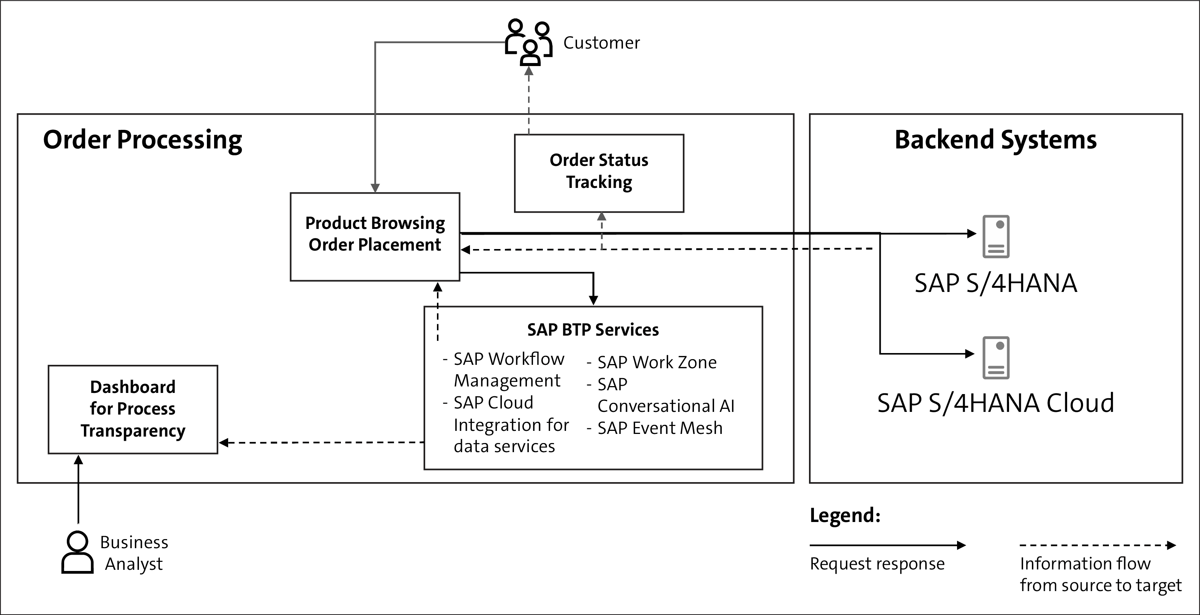 Customer
Order Processing
Order Status
Tracking
Product Browsing
Order Placement
SAP BTP Services
- SAP Workflow
Management
- SAP Cloud
Integration for
data services
- SAP Work Zone
- SAP
Conversational AI
- SAP Event Mesh
Dashboard
for Process
Transparency
Business
Analyst
Backend Systems
SAP S/4HANA
SAP S/4HANA Cloud
Legend:
Request response
Information flow
from source to target